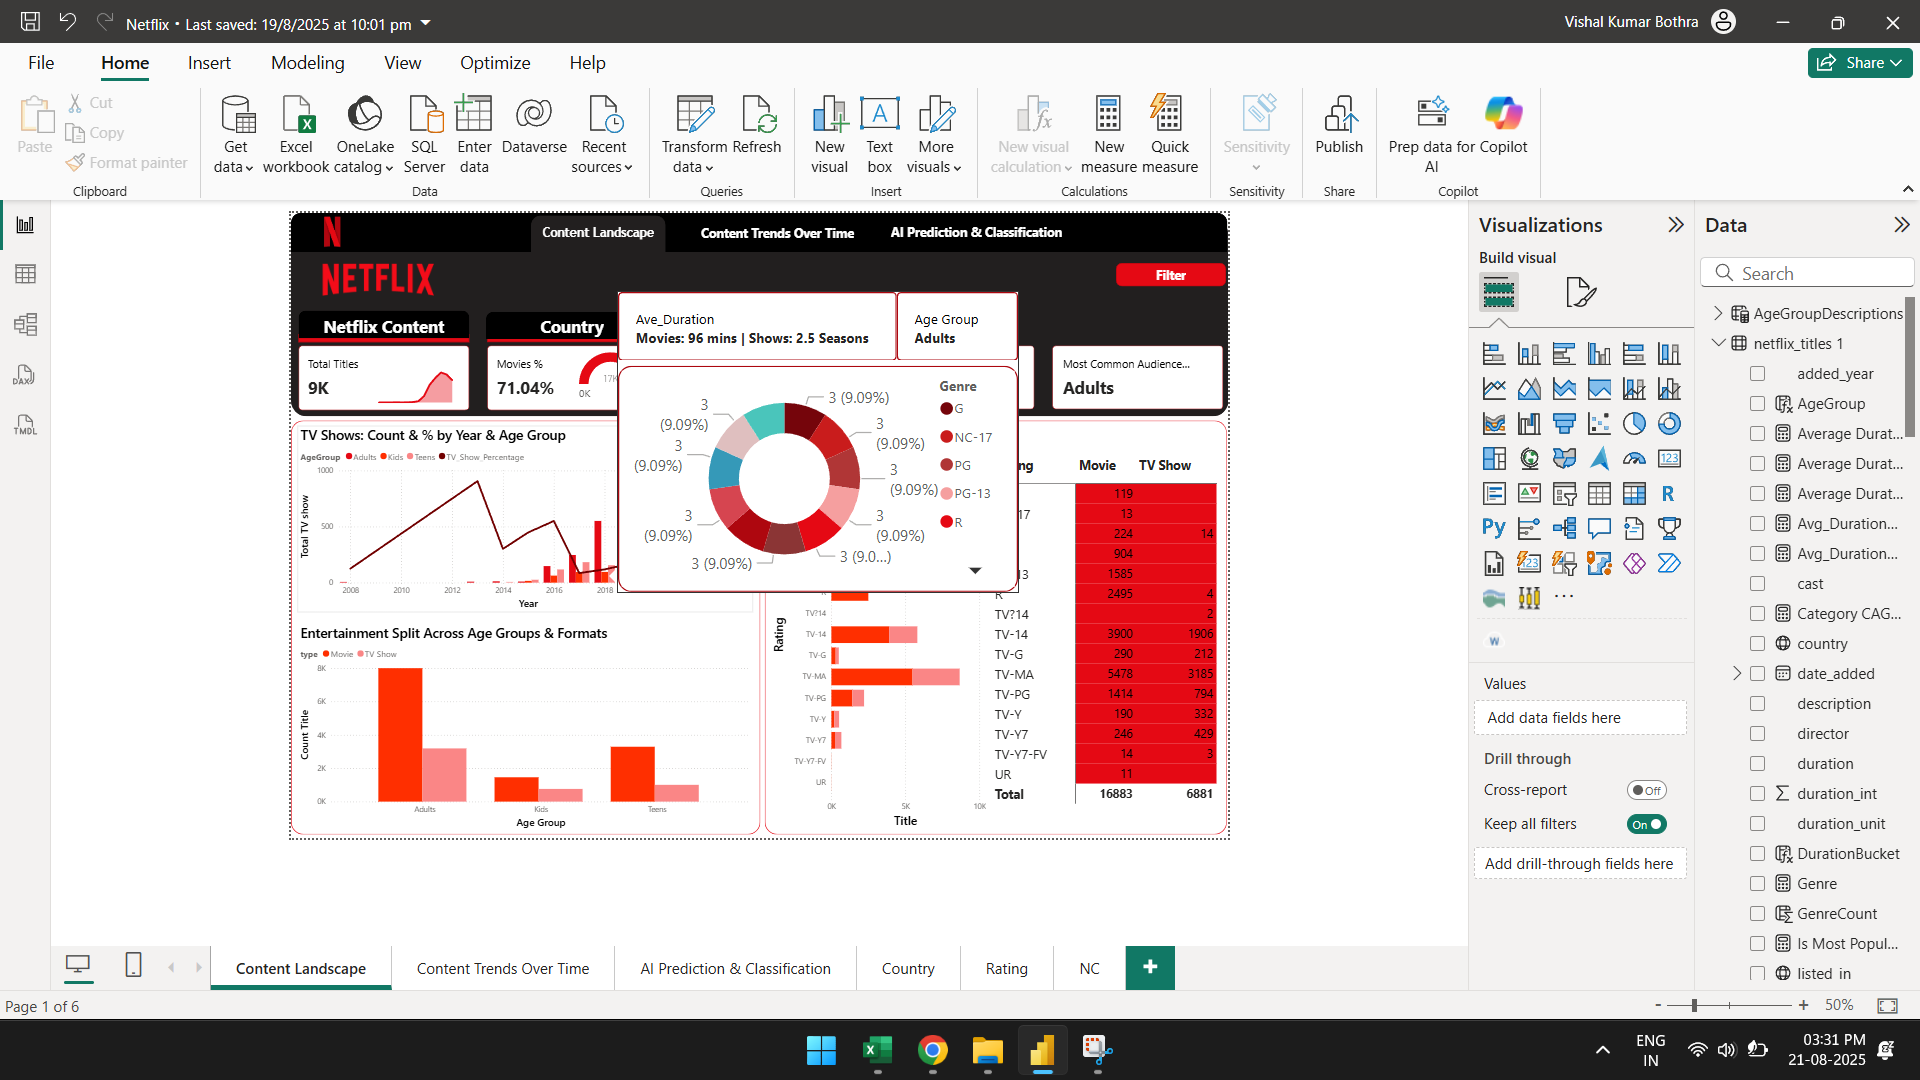 Netflix • Last saved: 19/8/2025 at 10:01 pm
Vishal Kumar Bothra
File Home Insert Modeling View Optimize Help
Share
Paste
Cut
Copy
Format painter
Clipboard
Get data
Excel workbook
OneLake catalog
SQL Server
Enter data
Dataverse
Recent sources
Data
Transform data
Refresh
Queries
New visual
Text box
More visuals
Insert
New visual calculation
New measure
Quick measure
Calculations
Sensitivity
Sensitivity
Publish
Share
Prep data for AI
Copilot
Copilot
N
Content Landscape
Content Trends Over Time
AI Prediction & Classification
NETFLIX
Filter
Netflix Content
Country
Total Titles
9K
Movies %
71.04%
0K
17K
Most Common Audience...
Adults
Ave_Duration
Movies: 96 mins | Shows: 2.5 Seasons
Age Group
Adults
3 (9.09%)
3 (9.09%)
3 (9.09%)
3 (9.09%)
3 (9.0...)
3 (9.09%)
3 (9.09%)
3 (9.09%)
3 (9.09%)
Genre
G
NC-17
PG
PG-13
R
TV Shows: Count & % by Year & Age Group
AgeGroup Adults Kids Teens TV_Show_Percentage
Total TV show
1000
500
0
2008 2010 2012 2014 2016 2018
Year
Entertainment Split Across Age Groups & Formats
type Movie TV Show
Count Title
8K
6K
4K
2K
0K
Adults Kids Teens
Age Group
Rating
TV?14
TV-14
TV-G
TV-MA
TV-PG
TV-Y
TV-Y7
TV-Y7-FV
UR
0K 5K 10K
Title
ng Movie TV Show
119
17 13
224 14
904
13 1585
R 2495 4
TV?14 2
TV-14 3900 1906
TV-G 290 212
TV-MA 5478 3185
TV-PG 1414 794
TV-Y 190 332
TV-Y7 246 429
TV-Y7-FV 14 3
UR 11
Total 16883 6881
Visualizations
Build visual
123
R
Py
123
W
Values
Add data fields here
Drill through
Cross-report Off
Keep all filters On
Add drill-through fields here
Data
Search
AgeGroupDescriptions
netflix_titles 1
added_year
AgeGroup
Average Durat...
Average Durat...
Average Durat...
Avg_Duration...
Avg_Duration...
cast
Category CAG...
country
date_added
description
director
duration
duration_int
duration_unit
DurationBucket
Genre
GenreCount
Is Most Popul...
listed_in
DAX
TMDL
Content Landscape
Content Trends Over Time
AI Prediction & Classification
Country
Rating
NC
Page 1 of 6
- + 50%
ENG
IN
03:31 PM
21-08-2025